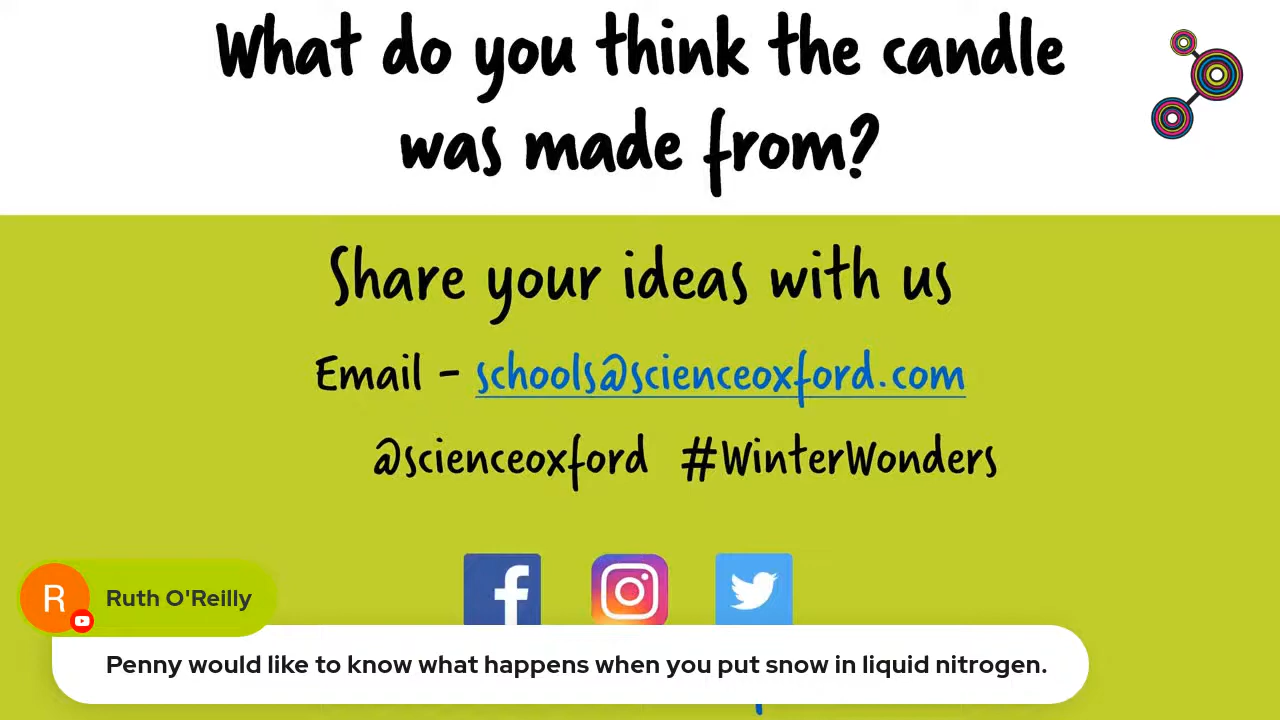 What do you think the candle
was made from?
Share your ideas with us
Email - schools@scienceoxford.com
@scienceoxford #WinterWonders
f
R
Ruth O'Reilly
Penny would like to know what happens when you put snow in liquid nitrogen.